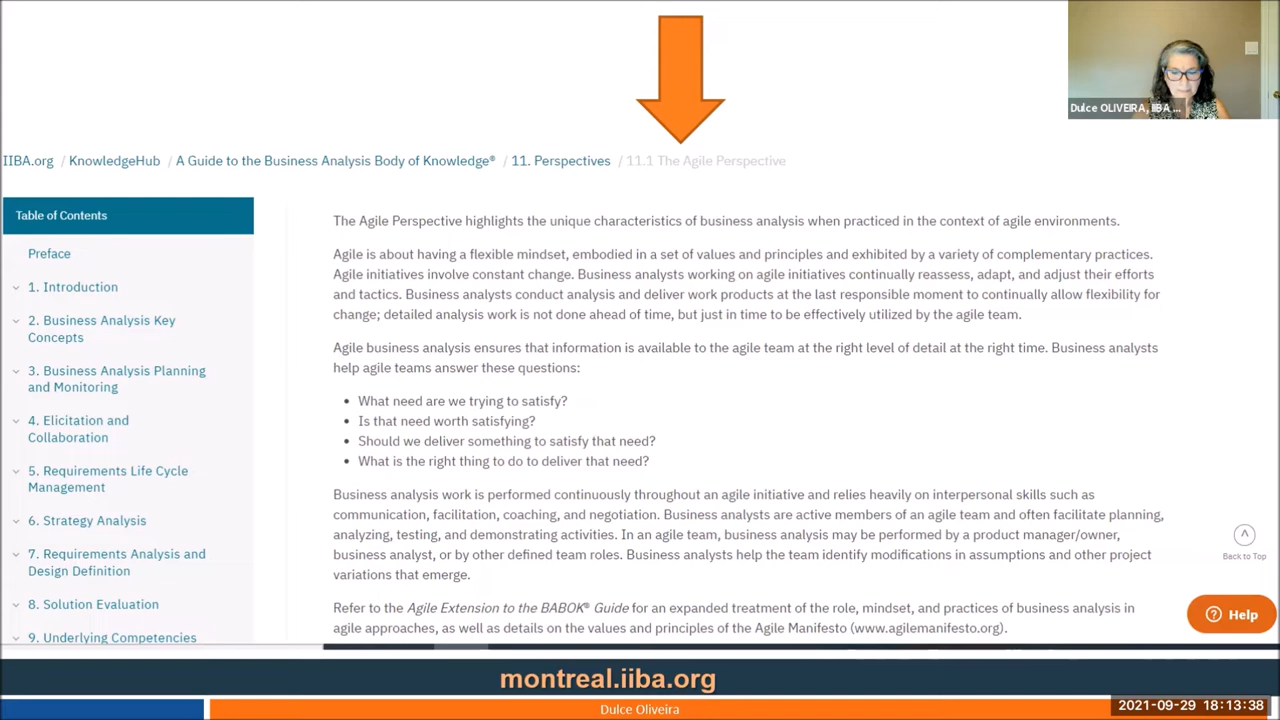 Dulce OLIVEIRA, IIBA ...
IIBA.org / KnowledgeHub / A Guide to the Business Analysis Body of Knowledge® / 11. Perspectives / 11.1 The Agile Perspective
Table of Contents
Preface
1. Introduction
2. Business Analysis Key
Concepts
3. Business Analysis Planning
and Monitoring
4. Elicitation and
Collaboration
5. Requirements Life Cycle
Management
6. Strategy Analysis
7. Requirements Analysis and
Design Definition
8. Solution Evaluation
9. Underlying Competencies
The Agile Perspective highlights the unique characteristics of business analysis when practiced in the context of agile environments.
Agile is about having a flexible mindset, embodied in a set of values and principles and exhibited by a variety of complementary practices.
Agile initiatives involve constant change. Business analysts working on agile initiatives continually reassess, adapt, and adjust their efforts
and tactics. Business analysts conduct analysis and deliver work products at the last responsible moment to continually allow flexibility for
change; detailed analysis work is not done ahead of time, but just in time to be effectively utilized by the agile team.
Agile business analysis ensures that information is available to the agile team at the right level of detail at the right time. Business analysts
help agile teams answer these questions:
• What need are we trying to satisfy?
• Is that need worth satisfying?
• Should we deliver something to satisfy that need?
• What is the right thing to do to deliver that need?
Business analysis work is performed continuously throughout an agile initiative and relies heavily on interpersonal skills such as
communication, facilitation, coaching, and negotiation. Business analysts are active members of an agile team and often facilitate planning,
analyzing, testing, and demonstrating activities. In an agile team, business analysis may be performed by a product manager/owner,
business analyst, or by other defined team roles. Business analysts help the team identify modifications in assumptions and other project
variations that emerge.
Refer to the Agile Extension to the BABOK® Guide for an expanded treatment of the role, mindset, and practices of business analysis in
agile approaches, as well as details on the values and principles of the Agile Manifesto (www.agilemanifesto.org).
Back to Top
Help
montreal.iiba.org
Dulce Oliveira
2021-09-29 18:13:38